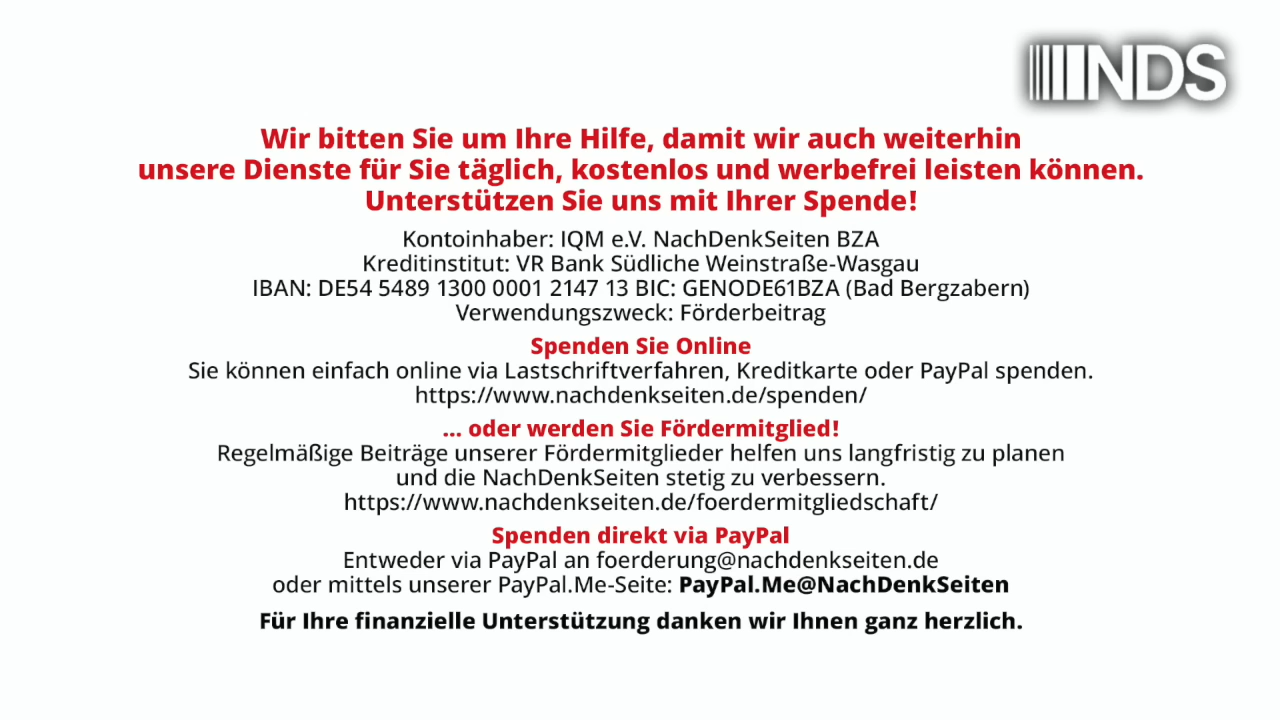 NDS
Wir bitten Sie um Ihre Hilfe, damit wir auch weiterhin
unsere Dienste für Sie täglich, kostenlos und werbefrei leisten können.
Unterstützen Sie uns mit Ihrer Spende!
Kontoinhaber: IQM e.V. NachDenkSeiten BZA
Kreditinstitut: VR Bank Südliche Weinstraße-Wasgau
IBAN: DE54 5489 1300 0001 2147 13 BIC: GENODE61BZA (Bad Bergzabern)
Verwendungszweck: Förderbeitrag
Spenden Sie Online
Sie können einfach online via Lastschriftverfahren, Kreditkarte oder PayPal spenden.
https://www.nachdenkseiten.de/spenden/
... oder werden Sie Fördermitglied!
Regelmäßige Beiträge unserer Fördermitglieder helfen uns langfristig zu planen
und die NachDenkSeiten stetig zu verbessern.
https://www.nachdenkseiten.de/foerdermitgliedschaft/
Spenden direkt via PayPal
Entweder via PayPal an foerderung@nachdenkseiten.de
oder mittels unserer PayPal.Me-Seite: PayPal.Me@NachDenkSeiten
Für Ihre finanzielle Unterstützung danken wir Ihnen ganz herzlich.